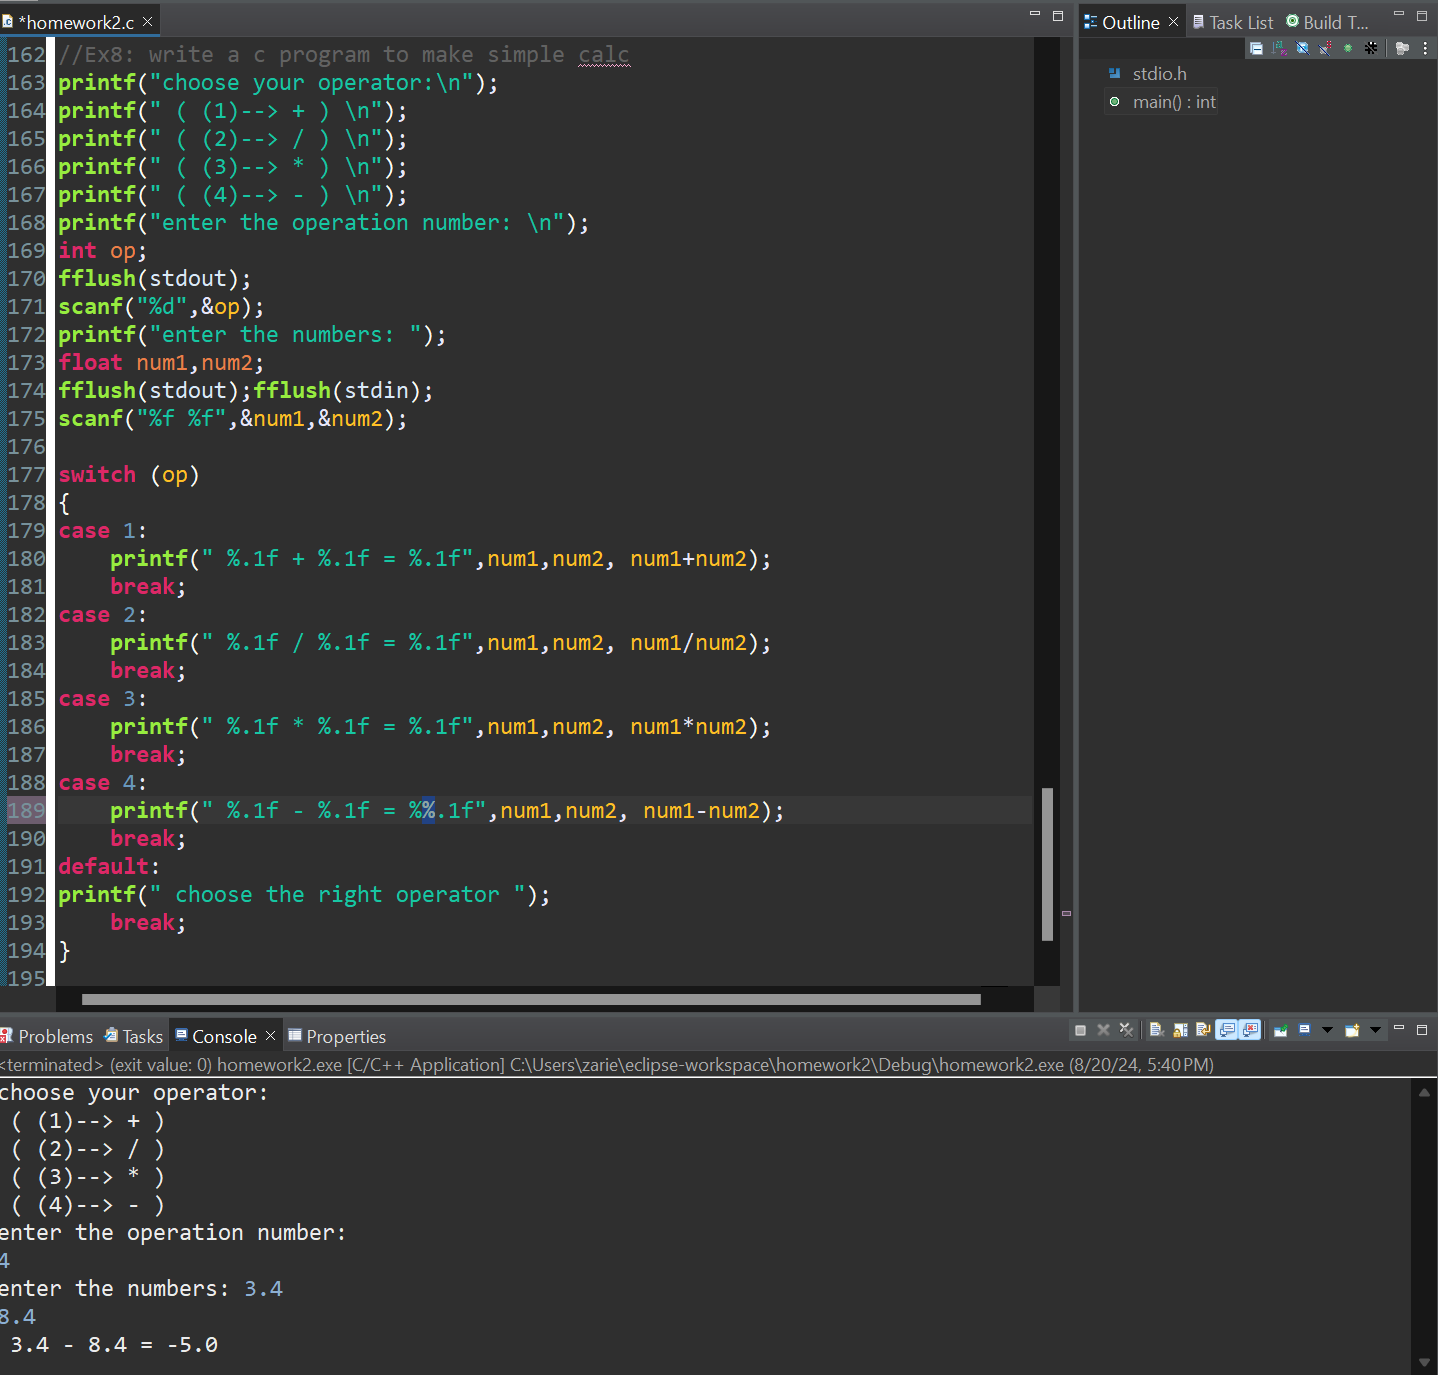 *homework2.c
162 //Ex8: write a c program to make simple calc
163 printf("choose your operator:\n");
164 printf(" ( (1)--> + ) \n");
165 printf(" ( (2)--> / ) \n");
166 printf(" ( (3)--> * ) \n");
167 printf(" ( (4)--> - ) \n");
168 printf("enter the operation number: \n");
169 int op;
170 fflush(stdout);
171 scanf("%d",&op);
172 printf("enter the numbers: ");
173 float num1,num2;
174 fflush(stdout);fflush(stdin);
175 scanf("%f %f",&num1,&num2);
176
177 switch (op)
178 {
179 case 1:
180     printf(" %.1f + %.1f = %.1f",num1,num2, num1+num2);
181     break;
182 case 2:
183     printf(" %.1f / %.1f = %.1f",num1,num2, num1/num2);
184     break;
185 case 3:
186     printf(" %.1f * %.1f = %.1f",num1,num2, num1*num2);
187     break;
188 case 4:
189     printf(" %.1f - %.1f = %%.1f",num1,num2, num1-num2);
190     break;
191 default:
192 printf(" choose the right operator ");
193     break;
194 }
195
Outline Task List Build T...
stdio.h
main() : int
Problems Tasks Console Properties
<terminated> (exit value: 0) homework2.exe [C/C++ Application] C:\Users\zarie\eclipse-workspace\homework2\Debug\homework2.exe (8/20/24, 5:40 PM)
choose your operator:
 ( (1)--> + )
 ( (2)--> / )
 ( (3)--> * )
 ( (4)--> - )
enter the operation number:
4
enter the numbers: 3.4
8.4
 3.4 - 8.4 = -5.0